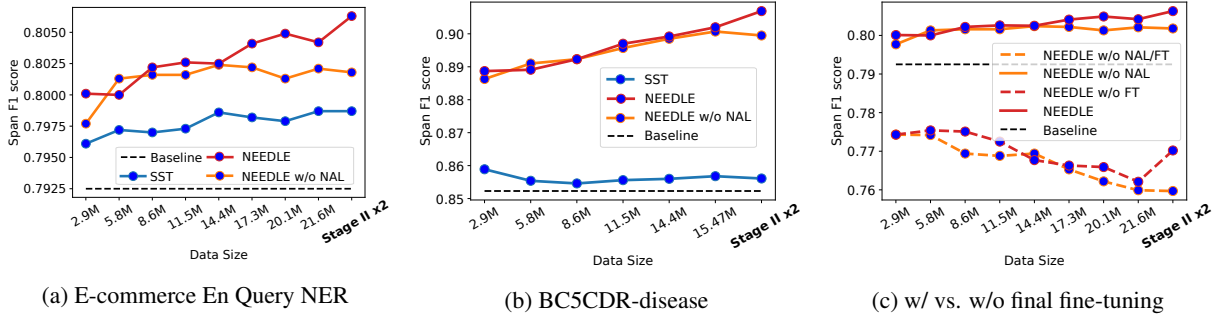 0.8050
0.8025
0.8000
0.7975
0.7950
0.7925
Span F1 score
Baseline
SST
NEEDLE
NEEDLE w/o NAL
2.9M
5.8M
8.6M
11.5M
14.4M
17.3M
20.1M
21.6M
Stage II x2
Data Size
(a) E-commerce En Query NER
0.90
0.89
0.88
0.87
0.86
0.85
Span F1 score
SST
NEEDLE
NEEDLE w/o NAL
Baseline
2.9M
5.8M
8.6M
11.5M
14.4M
15.47M
Stage II x2
Data Size
(b) BC5CDR-disease
0.80
0.79
0.78
0.77
0.76
Span F1 score
NEEDLE w/o NAL/FT
NEEDLE w/o NAL
NEEDLE w/o FT
NEEDLE
Baseline
2.9M
5.8M
8.6M
11.5M
14.4M
17.3M
20.1M
21.6M
Stage II x2
Data Size
(c) w/ vs. w/o final fine-tuning